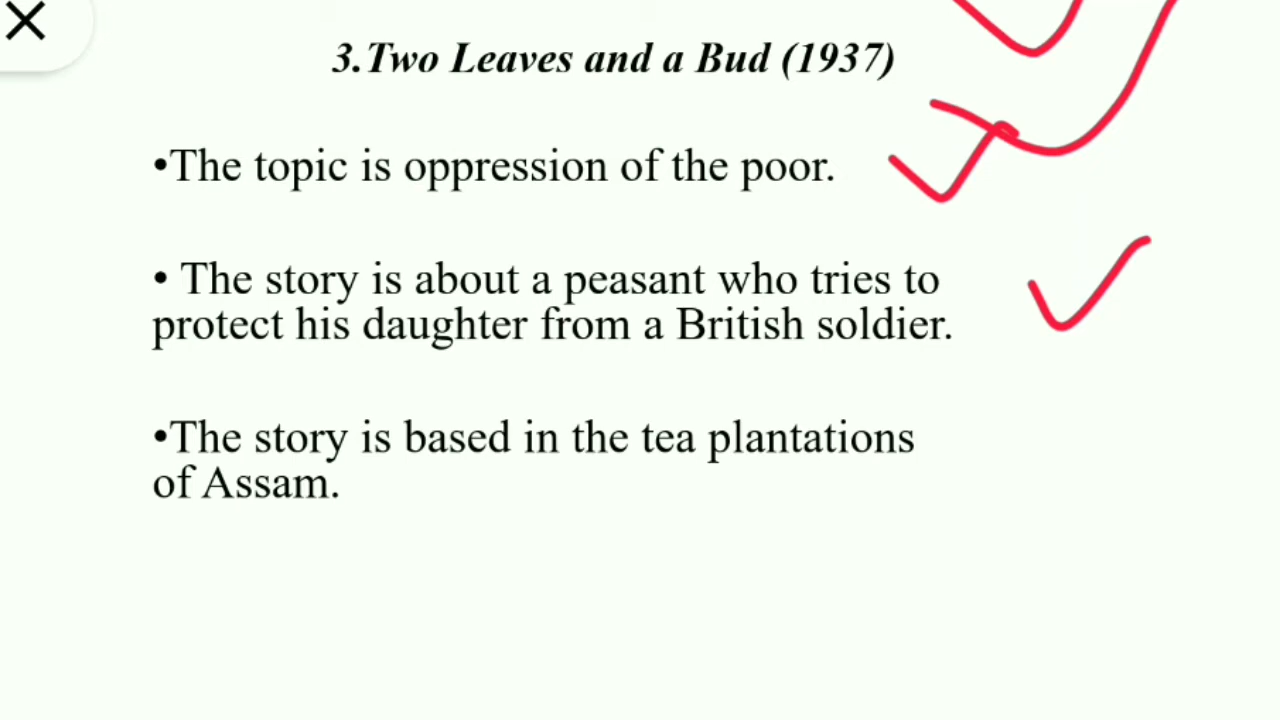 3.Two Leaves and a Bud (1937)
•The topic is oppression of the poor.
• The story is about a peasant who tries to
protect his daughter from a British soldier.
•The story is based in the tea plantations
of Assam.